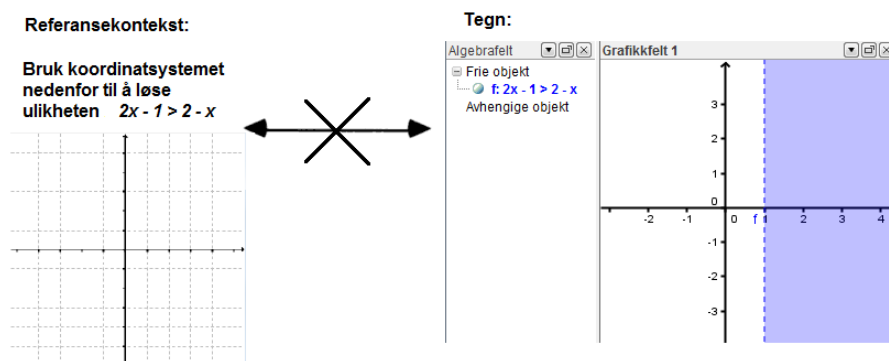 Referansekontekst:
Bruk koordinatsystemet
nedenfor til å løse
ulikheten 2x - 1 > 2 - x
Tegn:
Algebrafelt
Frie objekt
f: 2x - 1 > 2 - x
Avhengige objekt
Grafikkfelt 1
3
2
1
0
-2 -1 0 f 1 2 3 4
-1
-2
-3